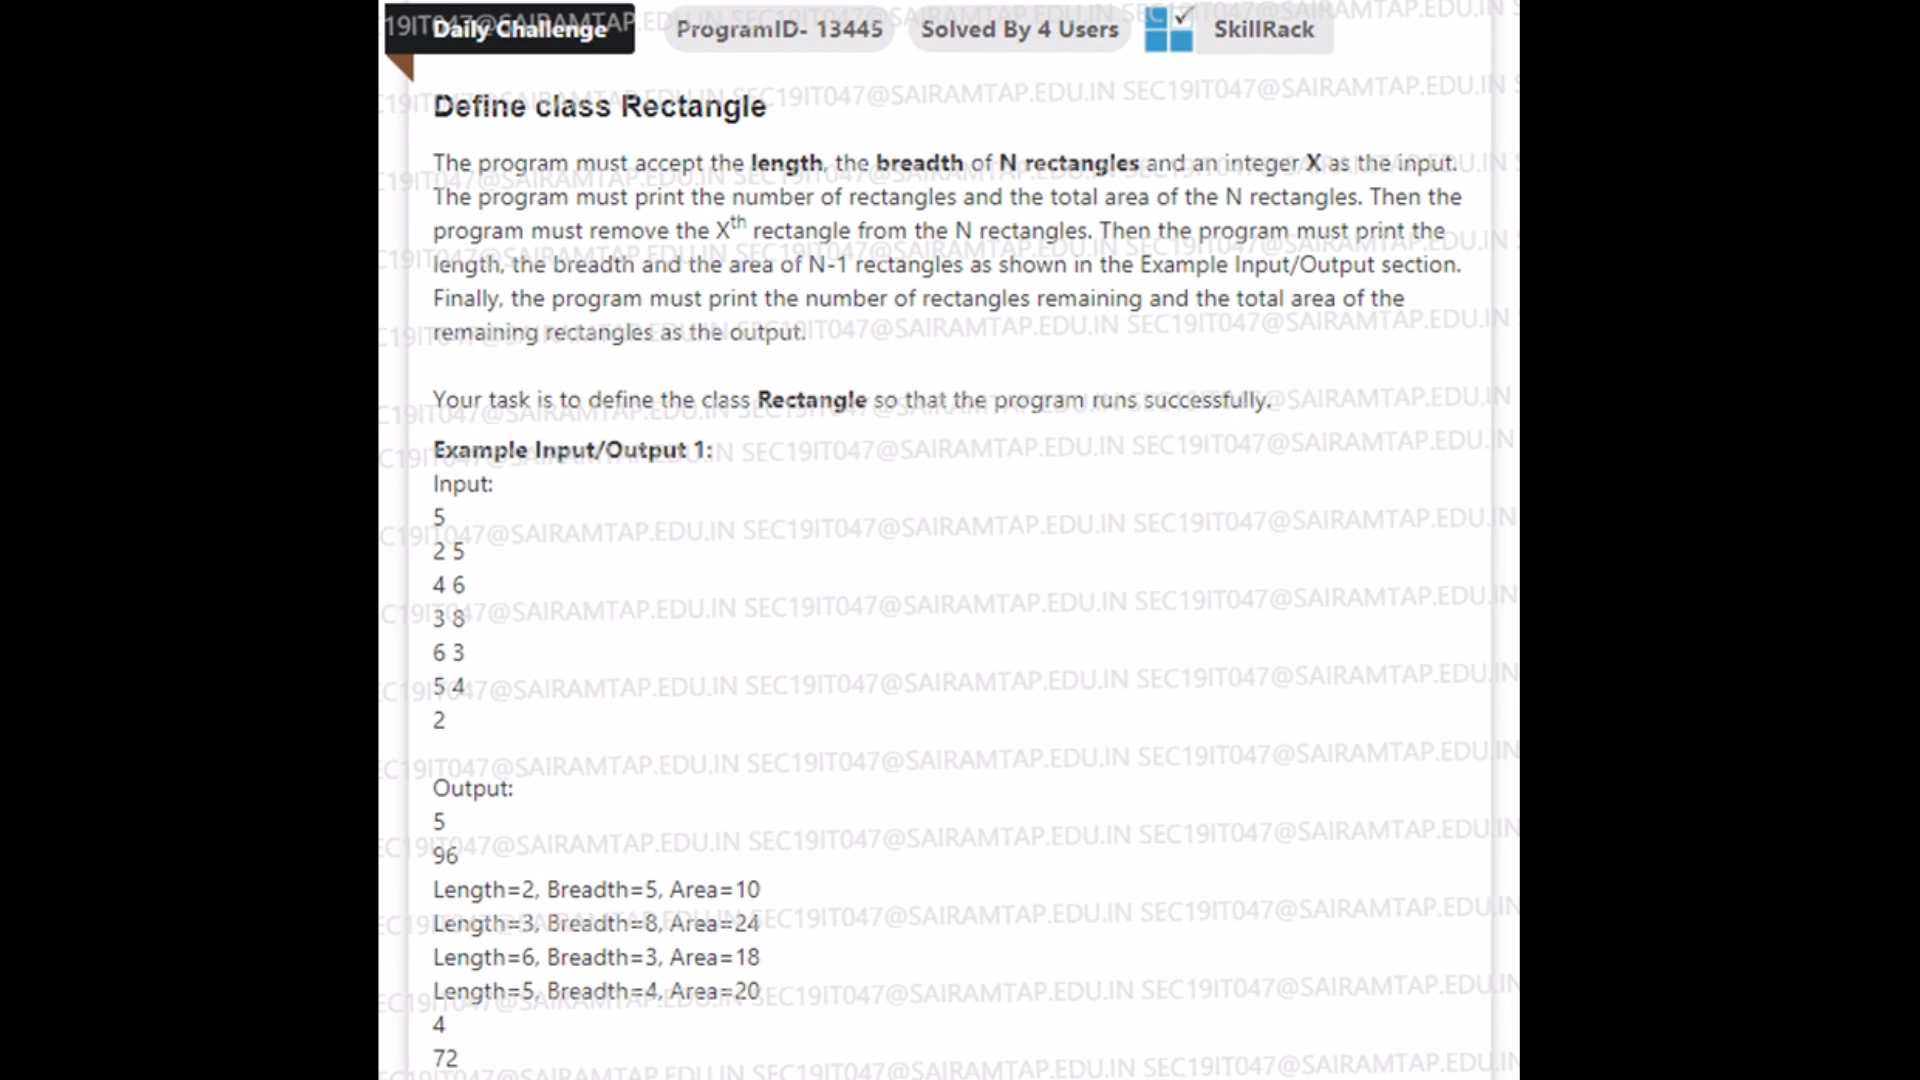 Daily Challenge ProgramID- 13445 Solved By 4 Users SkillRack
Define class Rectangle
The program must accept the length, the breadth of N rectangles and an integer X as the input.
The program must print the number of rectangles and the total area of the N rectangles. Then the
program must remove the Xth rectangle from the N rectangles. Then the program must print the
length, the breadth and the area of N-1 rectangles as shown in the Example Input/Output section.
Finally, the program must print the number of rectangles remaining and the total area of the
remaining rectangles as the output.
Your task is to define the class Rectangle so that the program runs successfully.
Example Input/Output 1:
Input:
5
2 5
4 6
3 8
6 3
5 4
2
Output:
5
96
Length=2, Breadth=5, Area=10
Length=3, Breadth=8, Area=24
Length=6, Breadth=3, Area=18
Length=5, Breadth=4, Area=20
4
72
SEC19IT047@SAIRAMTAP.EDU.IN